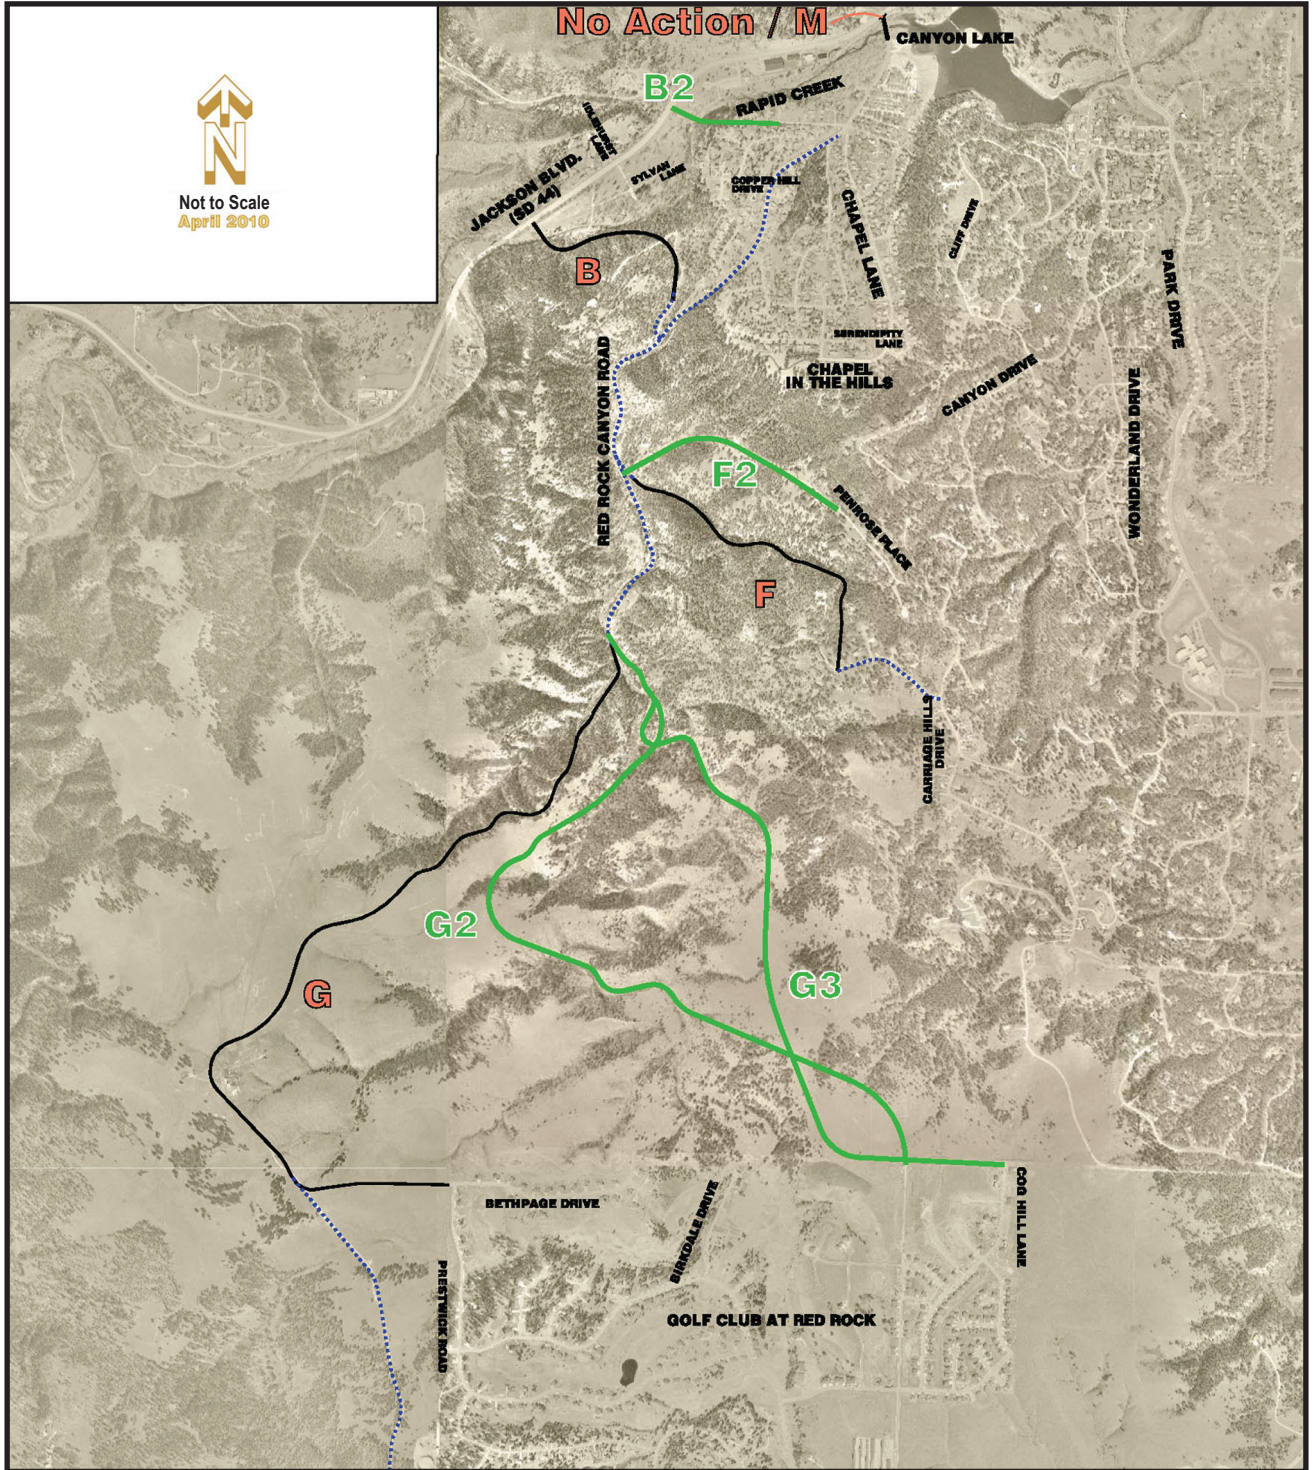 No Action / M
CANYON LAKE
B2
RAPID CREEK
IDLEHURST
LANE
N
Not to Scale
April 2010
JACKSON BLVD.
(SD 44)
SYLVAN
LANE
COPPER HILL
DRIVE
CHAPEL LANE
CLIFF DRIVE
PARK DRIVE
B
SERENDIPITY
LANE
CHAPEL
IN THE HILLS
CANYON DRIVE
WONDERLAND DRIVE
RED ROCK CANYON ROAD
F2
PENROSE PLACE
F
CARRIAGE HILLS
DRIVE
G2
G3
G
BETHPAGE DRIVE
BIRKDALE DRIVE
COG HILL LANE
PRESTWICK ROAD
GOLF CLUB AT RED ROCK